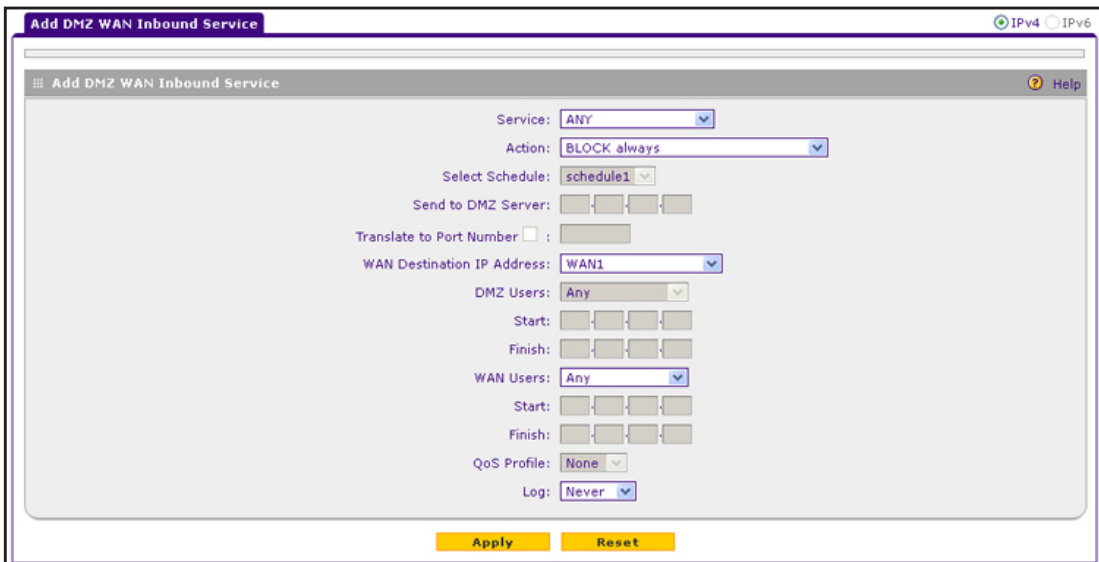 Add DMZ WAN Inbound Service
IPv4 IPv6
Add DMZ WAN Inbound Service
Help
Service: ANY
Action: BLOCK always
Select Schedule: schedule1
Send to DMZ Server:
Translate to Port Number :
WAN Destination IP Address: WAN1
DMZ Users: Any
Start:
Finish:
WAN Users: Any
Start:
Finish:
QoS Profile: None
Log: Never
Apply Reset